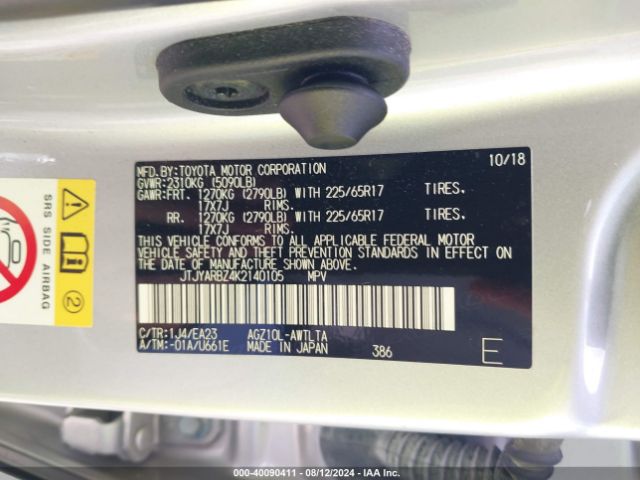 MFD.BY:TOYOTA MOTOR CORPORATION 10/18
GVWR:2310KG (5090LB)
GAWR:FRT. 1270KG (2790LB) WITH 225/65R17 TIRES.
17X7J RIMS.
RR. 1270KG (2790LB) WITH 225/65R17 TIRES.
17X7J RIMS.
THIS VEHICLE CONFORMS TO ALL APPLICABLE FEDERAL MOTOR
VEHICLE SAFETY AND THEFT PREVENTION STANDARDS IN EFFECT ON
THE DATE OF MANUFACTURE SHOWN ABOVE.
JTJYARBZ4K2140105 MPV
C/TR:1J4/EA23 AGZ10L-AWTLTA
A/TM:-01A/U661E MADE IN JAPAN 386 E
SRS SIDE AIRBAG
2
000-40090411 - 08/12/2024 - IAA Inc.